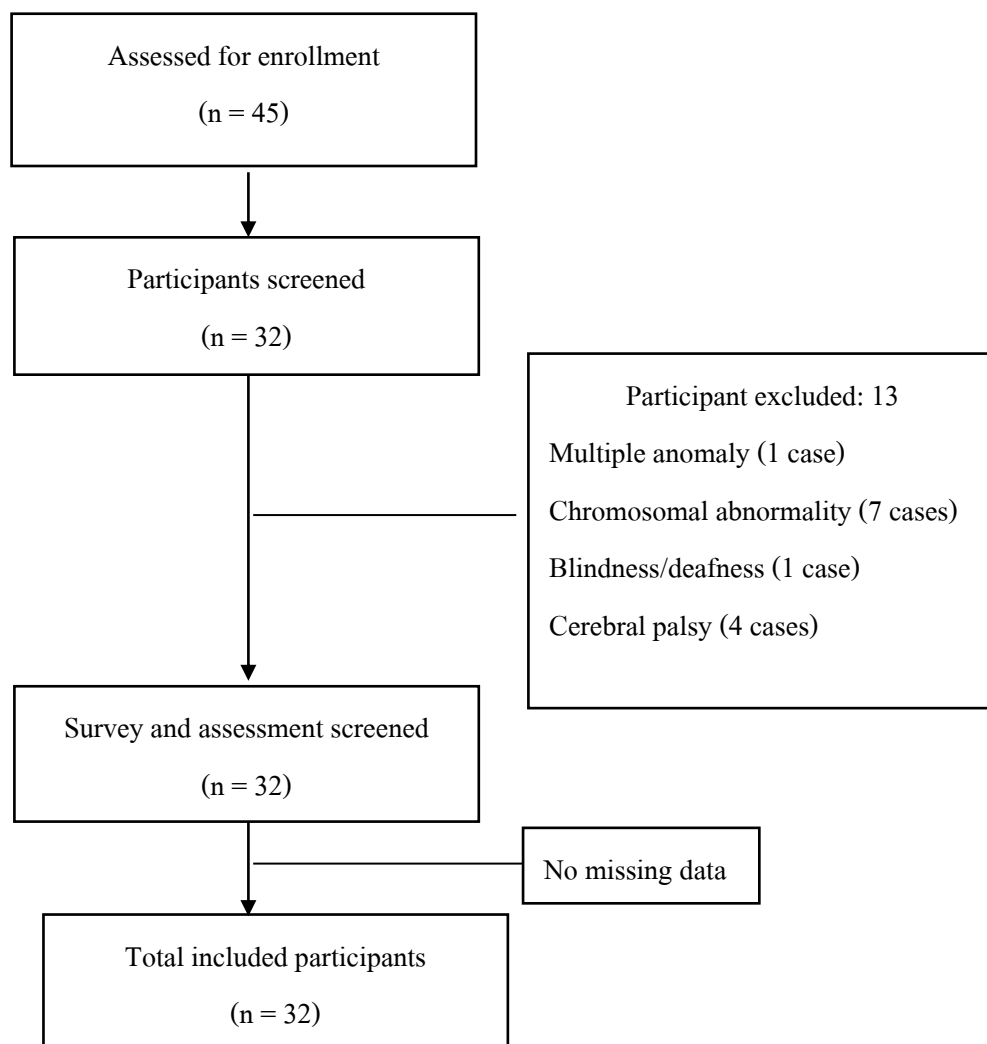 Assessed for enrollment
(n = 45)
Participants screened
(n = 32)
Participant excluded: 13
Multiple anomaly (1 case)
Chromosomal abnormality (7 cases)
Blindness/deafness (1 case)
Cerebral palsy (4 cases)
Survey and assessment screened
(n = 32)
No missing data
Total included participants
(n = 32)